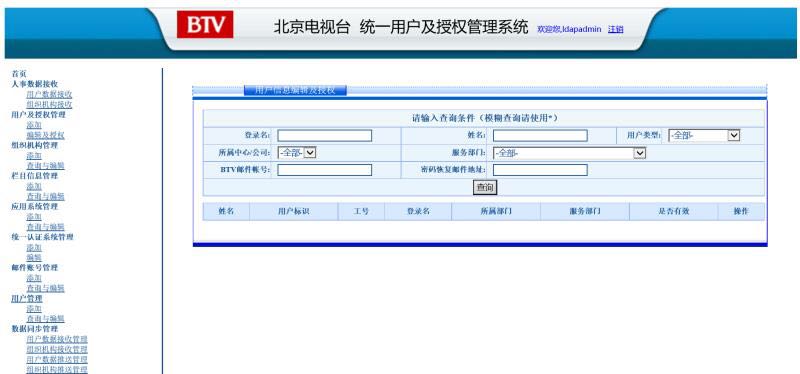 BTV 北京电视台 统一用户及授权管理系统 欢迎您,ldapadmin 注销
首页
人事数据接收
用户数据接收
组织机构接收
用户及授权管理
添加
编辑及授权
组织机构管理
添加
查询与编辑
栏目信息管理
添加
查询与编辑
应用系统管理
添加
查询与编辑
统一认证系统管理
添加
编辑
邮件账号管理
添加
查询与编辑
用户管理
添加
查询与编辑
数据同步管理
用户数据接收管理
组织机构接收管理
用户数据推送管理
组织机构推送管理
用户信息编辑及授权
请输入查询条件（模糊查询请使用*）
登录名: 姓名: 用户类型: -全部-
所属中心/公司: -全部- 服务部门: -全部-
BTV邮件帐号: 密码恢复邮件地址:
查询
姓名 用户标识 工号 登录名 所属部门 服务部门 是否有效 操作